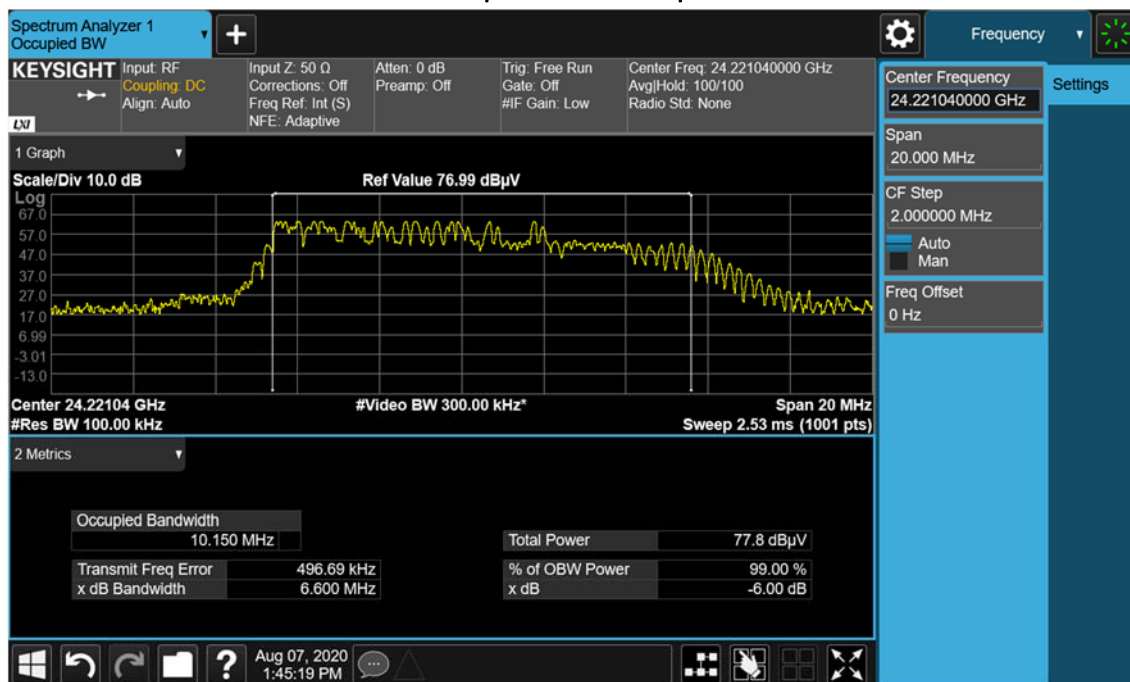 Spectrum Analyzer 1
Occupied BW
Frequency
KEYSIGHT
LXI
Input: RF
Coupling: DC
Align: Auto
Input Z: 50 Ω
Corrections: Off
Freq Ref: Int (S)
NFE: Adaptive
Atten: 0 dB
Preamp: Off
Trig: Free Run
Gate: Off
#IF Gain: Low
Center Freq: 24.221040000 GHz
Avg|Hold: 100/100
Radio Std: None
Center Frequency
24.221040000 GHz
Settings
Span
20.000 MHz
CF Step
2.000000 MHz
Auto
Man
Freq Offset
0 Hz
1 Graph
Scale/Div 10.0 dB
Ref Value 76.99 dBµV
Log
67.0
57.0
47.0
37.0
27.0
17.0
6.99
-3.01
-13.0
Center 24.22104 GHz
#Video BW 300.00 kHz*
Span 20 MHz
#Res BW 100.00 kHz
Sweep 2.53 ms (1001 pts)
2 Metrics
Occupied Bandwidth
10.150 MHz
Total Power 77.8 dBµV
Transmit Freq Error 496.69 kHz
% of OBW Power 99.00 %
x dB Bandwidth 6.600 MHz
x dB -6.00 dB
?
Aug 07, 2020
1:45:19 PM